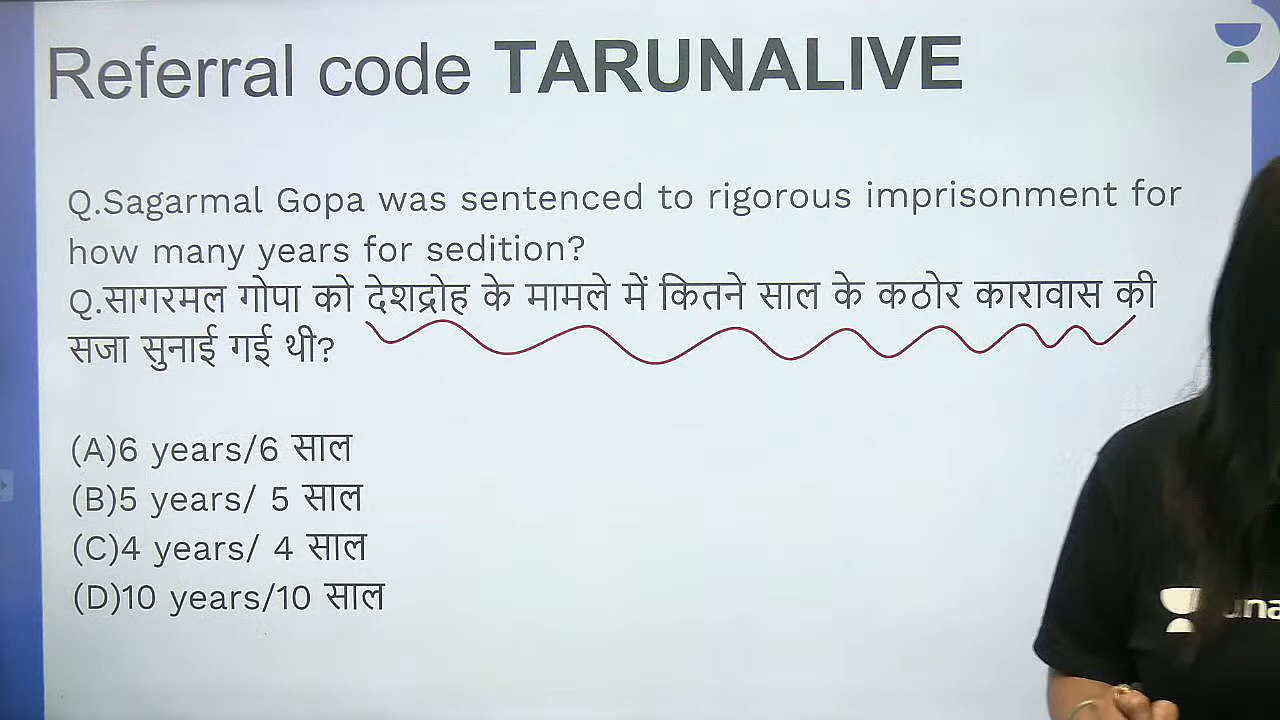 Referral code TARUNALIVE
Q.Sagarmal Gopa was sentenced to rigorous imprisonment for
how many years for sedition?
Q.सागरमल गोपा को देशद्रोह के मामले में कितने साल के कठोर कारावास की
सजा सुनाई गई थी?
(A)6 years/6 साल
(B)5 years/ 5 साल
(C)4 years/ 4 साल
(D)10 years/10 साल